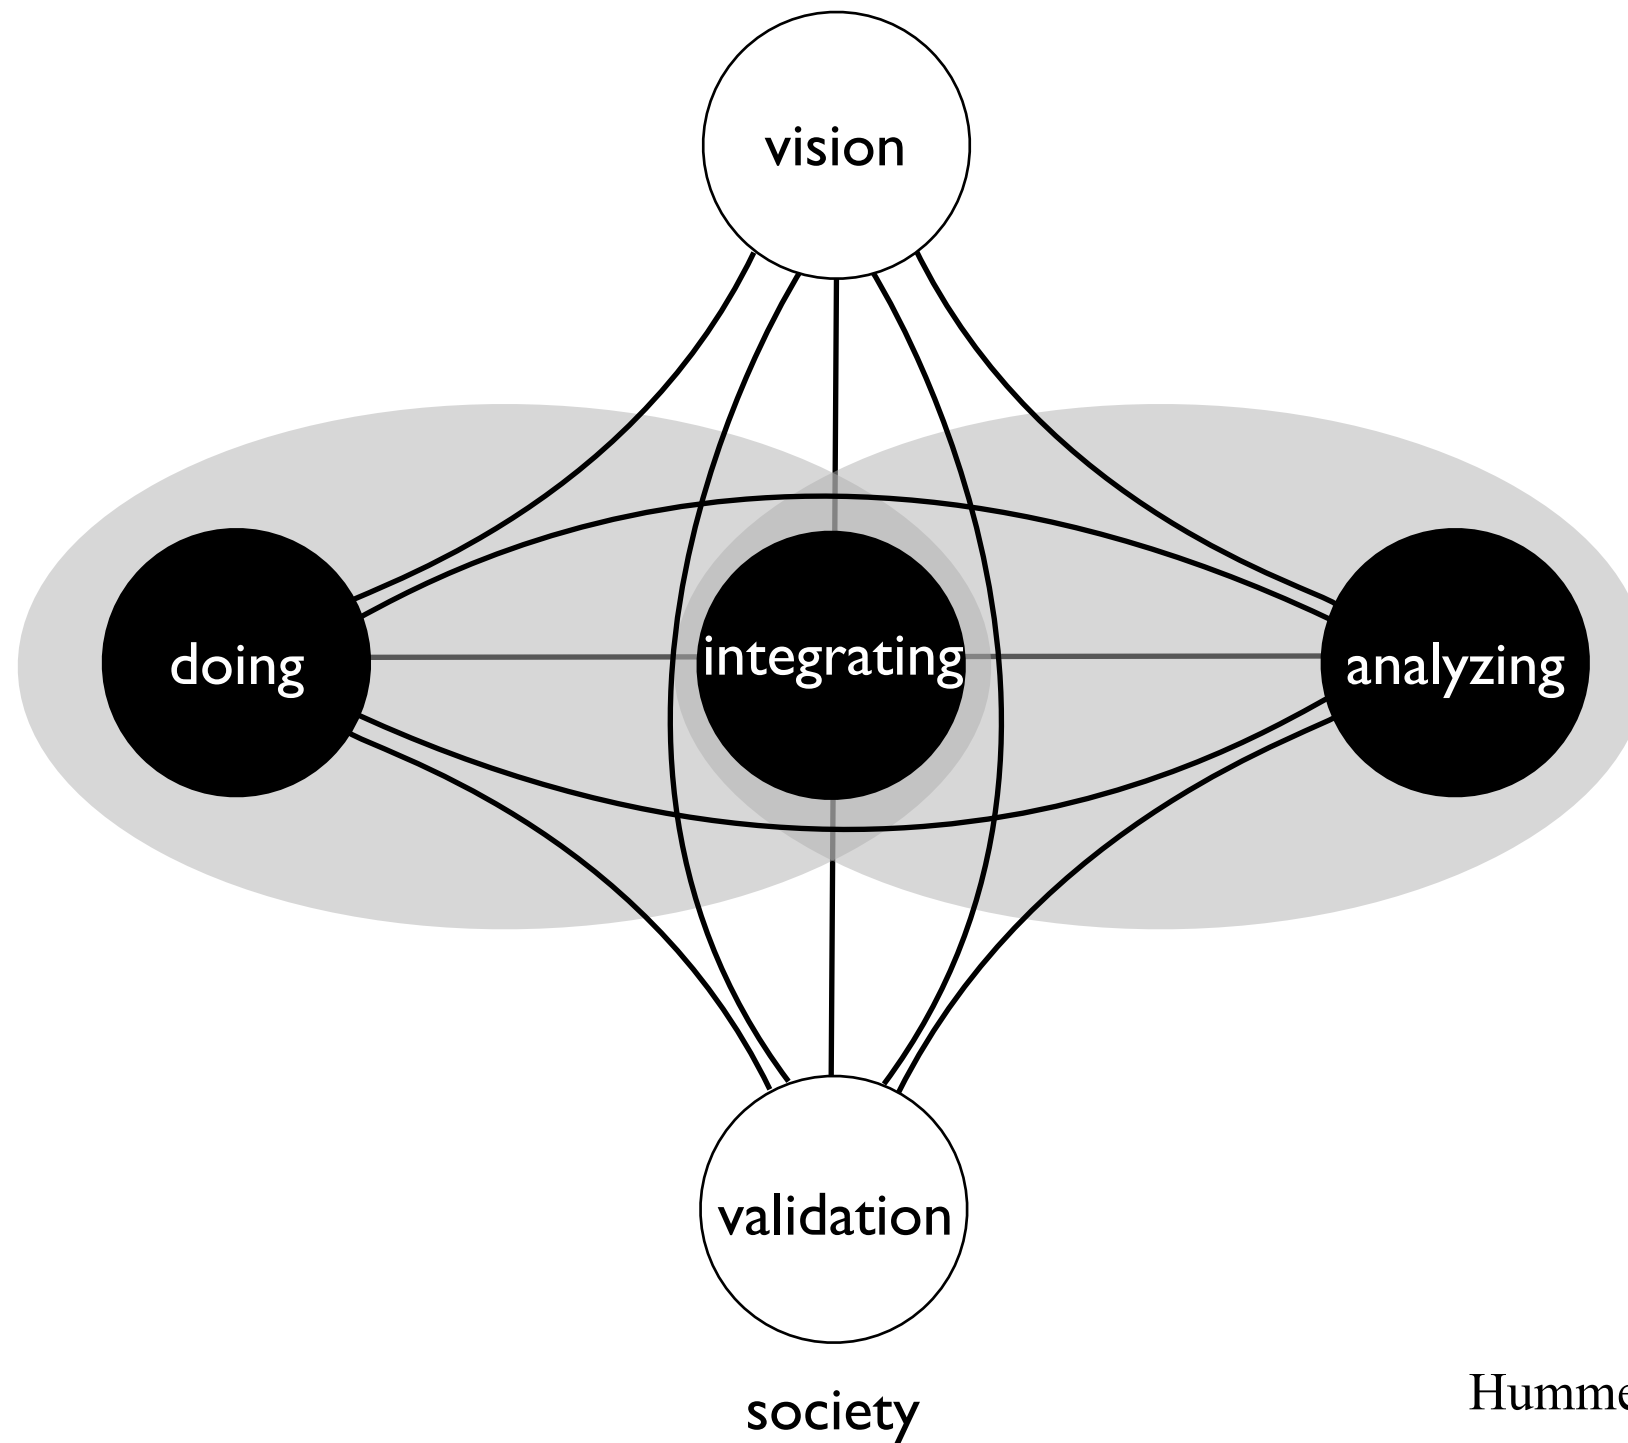 vision
doing
integrating
analyzing
validation
society